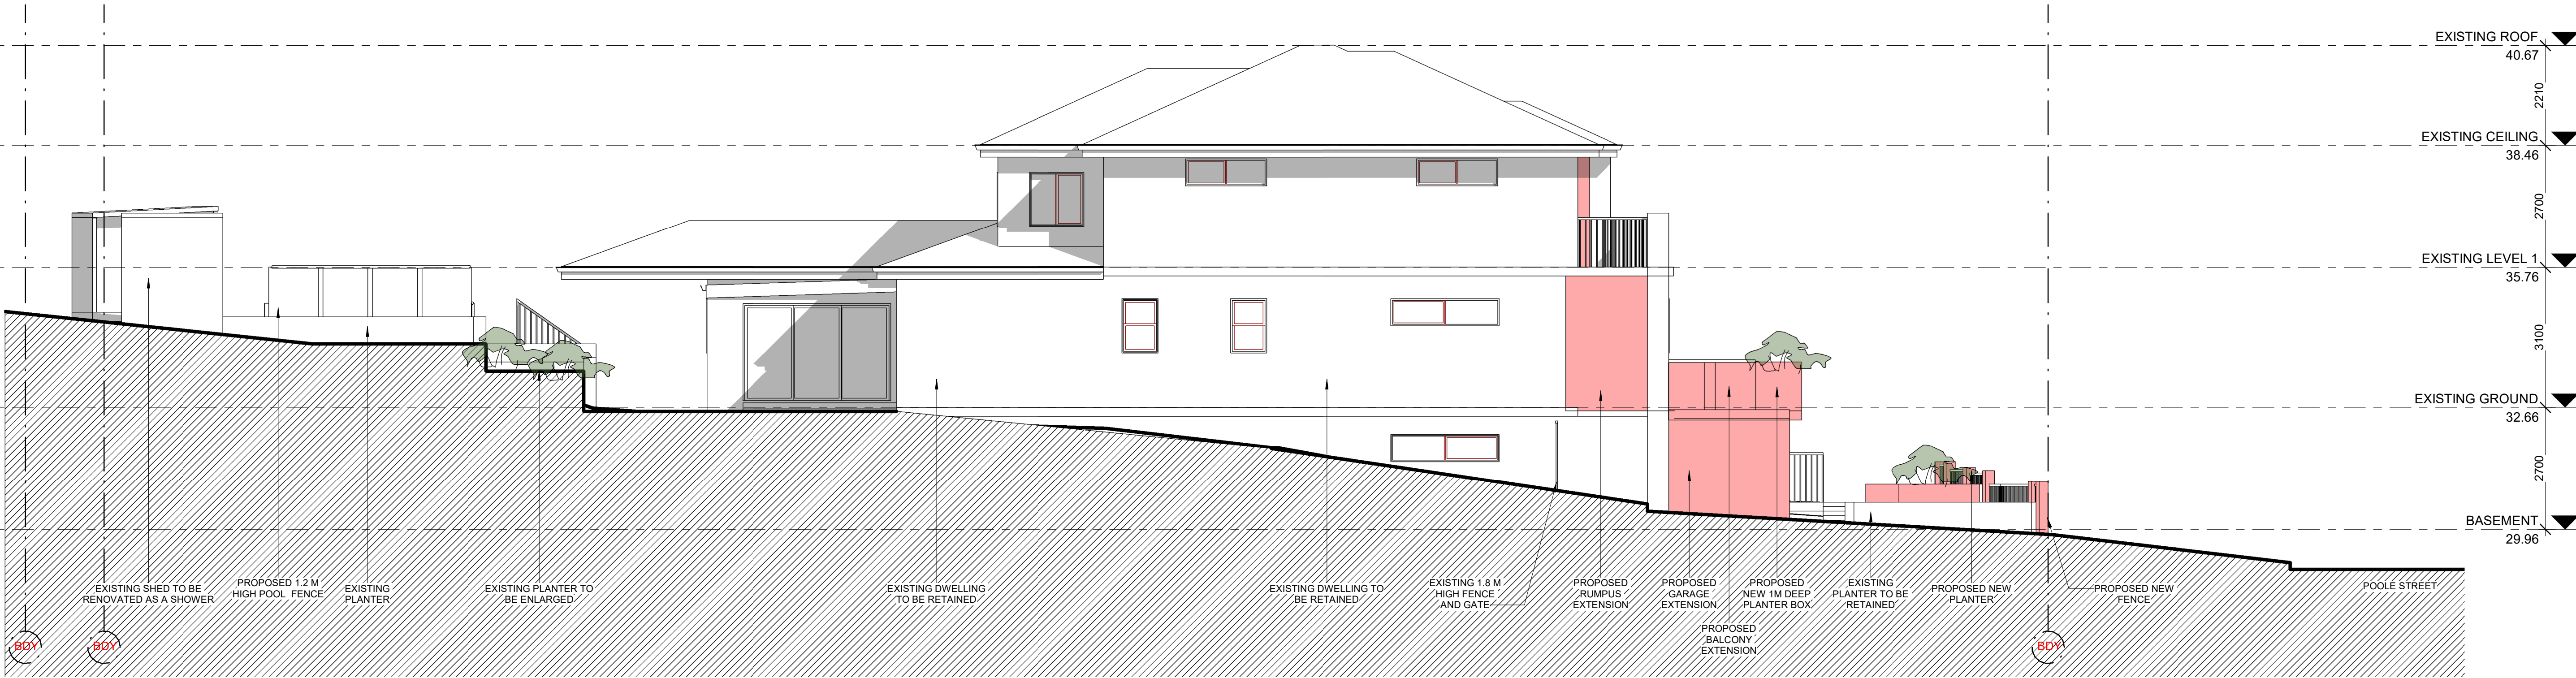 EXISTING ROOF
40.67
2210
EXISTING CEILING
38.46
2700
EXISTING LEVEL 1
35.76
3100
EXISTING GROUND
32.66
2700
BASEMENT
29.96
EXISTING SHED TO BE
RENOVATED AS A SHOWER
PROPOSED 1.2 M
HIGH POOL FENCE
EXISTING
PLANTER
EXISTING PLANTER TO
BE ENLARGED
EXISTING DWELLING
TO BE RETAINED
EXISTING DWELLING TO
BE RETAINED
EXISTING 1.8 M
HIGH FENCE
AND GATE
PROPOSED
RUMPUS
EXTENSION
PROPOSED
GARAGE
EXTENSION
PROPOSED
BALCONY
EXTENSION
PROPOSED
NEW 1M DEEP
PLANTER BOX
EXISTING
PLANTER TO BE
RETAINED
PROPOSED NEW
PLANTER
PROPOSED NEW
FENCE
POOLE STREET
BDY
BDY
BDY